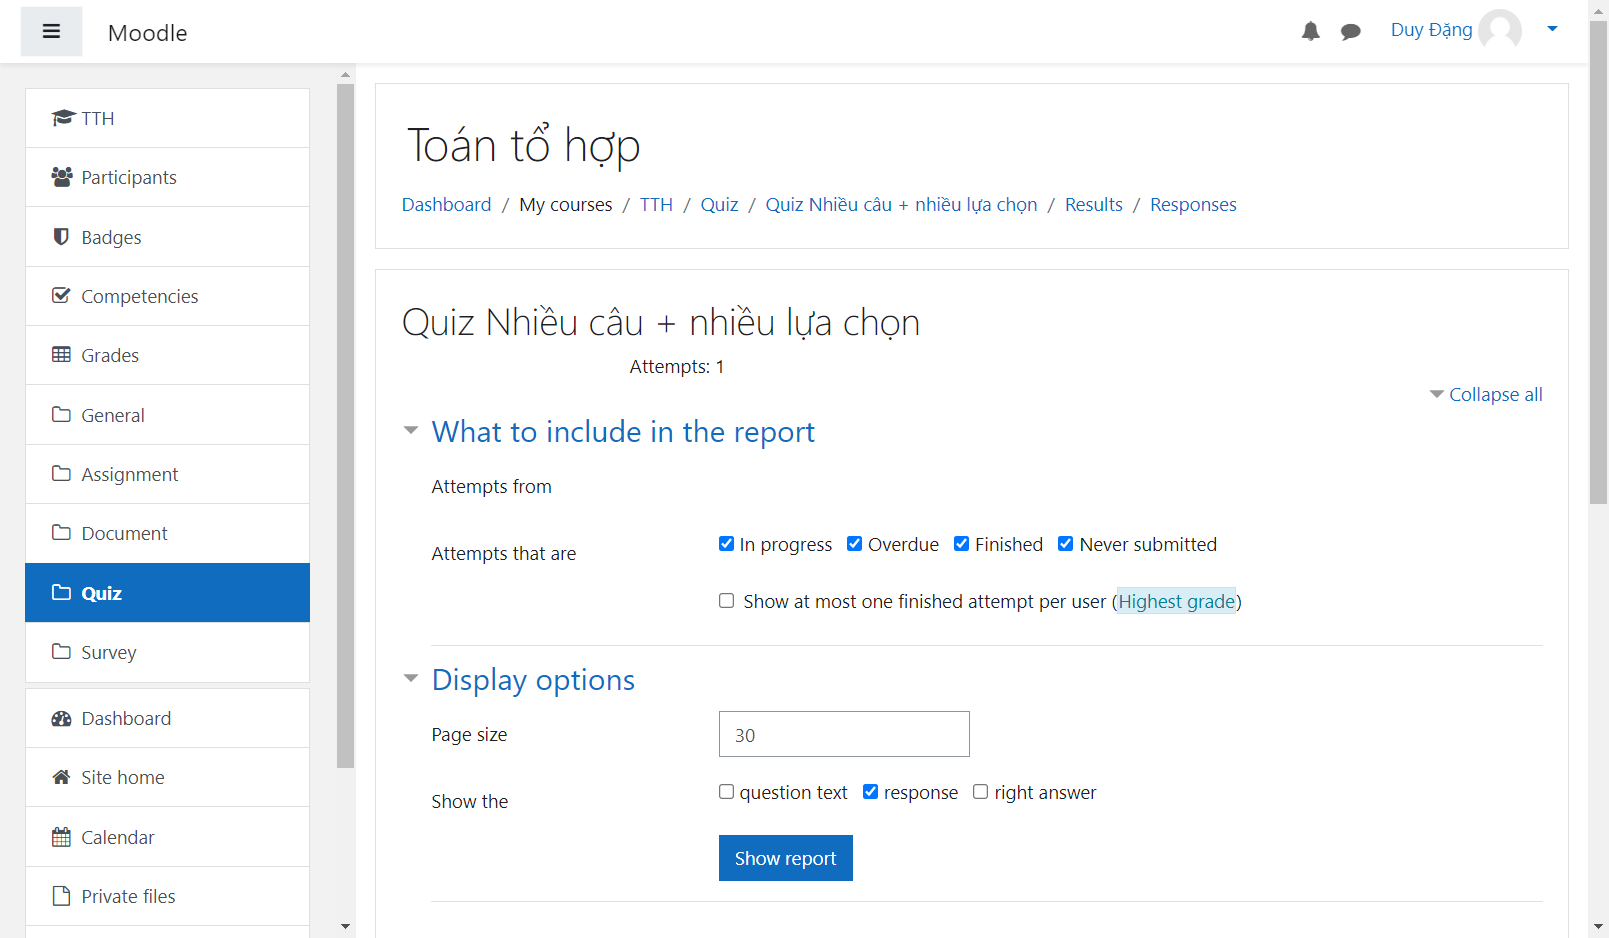 Moodle
Duy Đặng
TTH
Participants
Badges
Competencies
Grades
General
Assignment
Document
Quiz
Survey
Dashboard
Site home
Calendar
Private files
Toán tổ hợp
Dashboard / My courses / TTH / Quiz / Quiz Nhiều câu + nhiều lựa chọn / Results / Responses
Quiz Nhiều câu + nhiều lựa chọn
Attempts: 1
Collapse all
What to include in the report
Attempts from
Attempts that are
In progress Overdue Finished Never submitted
Show at most one finished attempt per user (Highest grade)
Display options
Page size
30
Show the
question text response right answer
Show report